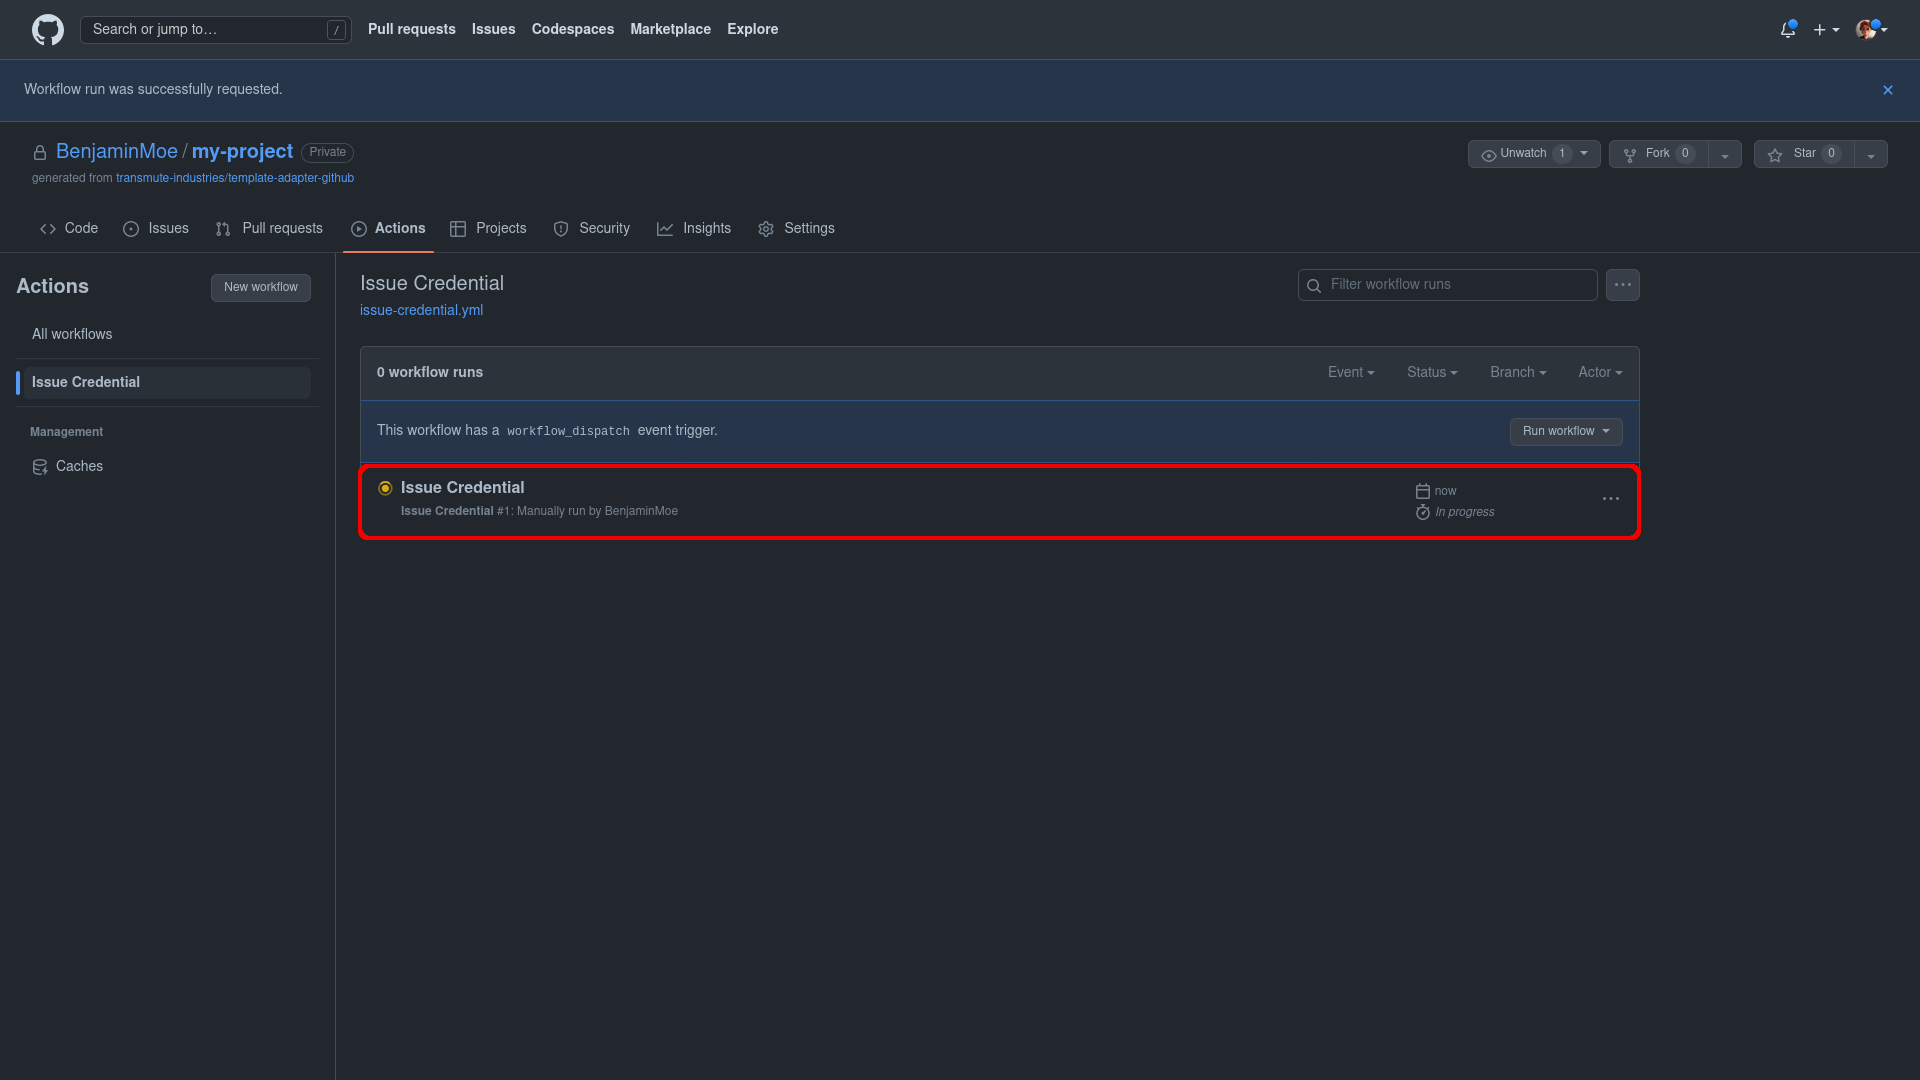 Search or jump to… / Pull requests Issues Codespaces Marketplace Explore
Workflow run was successfully requested.
BenjaminMoe / my-project Private
Unwatch 1 Fork 0 Star 0
generated from transmute-industries/template-adapter-github
Code Issues Pull requests Actions Projects Security Insights Settings
Actions New workflow
All workflows
Issue Credential
Management
Caches
Issue Credential
issue-credential.yml
Filter workflow runs
0 workflow runs Event Status Branch Actor
This workflow has a workflow_dispatch event trigger. Run workflow
Issue Credential
Issue Credential #1: Manually run by BenjaminMoe
now
In progress